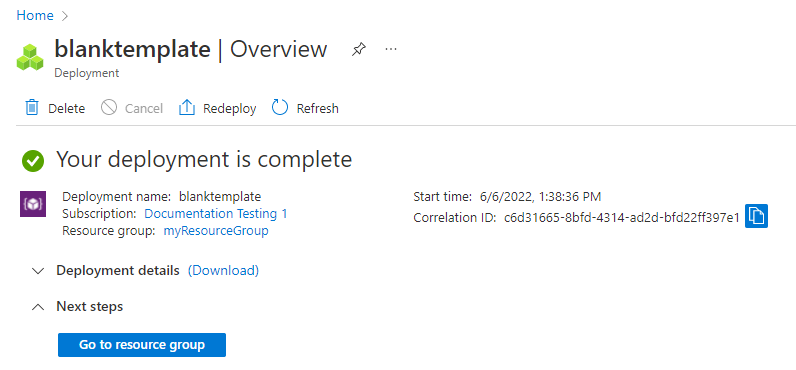 Home
blanktemplate | Overview
Deployment
Delete Cancel Redeploy Refresh
Your deployment is complete
Deployment name: blanktemplate Start time: 6/6/2022, 1:38:36 PM
Subscription: Documentation Testing 1 Correlation ID: c6d31665-8bfd-4314-ad2d-bfd22ff397e1
Resource group: myResourceGroup
Deployment details (Download)
Next steps
Go to resource group